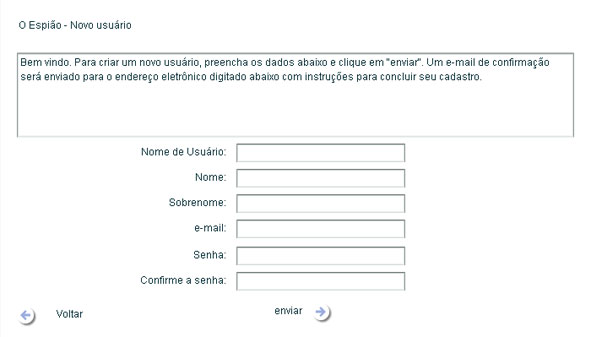 O Espião - Novo usuário
Bem vindo. Para criar um novo usuário, preencha os dados abaixo e clique em "enviar". Um e-mail de confirmação
será enviado para o endereço eletrônico digitado abaixo com instruções para concluir seu cadastro.
Nome de Usuário:
Nome:
Sobrenome:
e-mail:
Senha:
Confirme a senha:
Voltar enviar